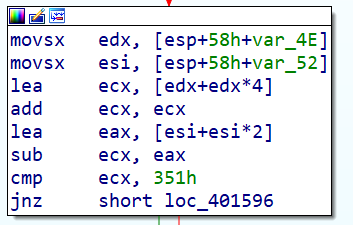 movsx edx, [esp+58h+var_4E]
movsx esi, [esp+58h+var_52]
lea ecx, [edx+edx*4]
add ecx, ecx
lea eax, [esi+esi*2]
sub ecx, eax
cmp ecx, 351h
jnz short loc_401596